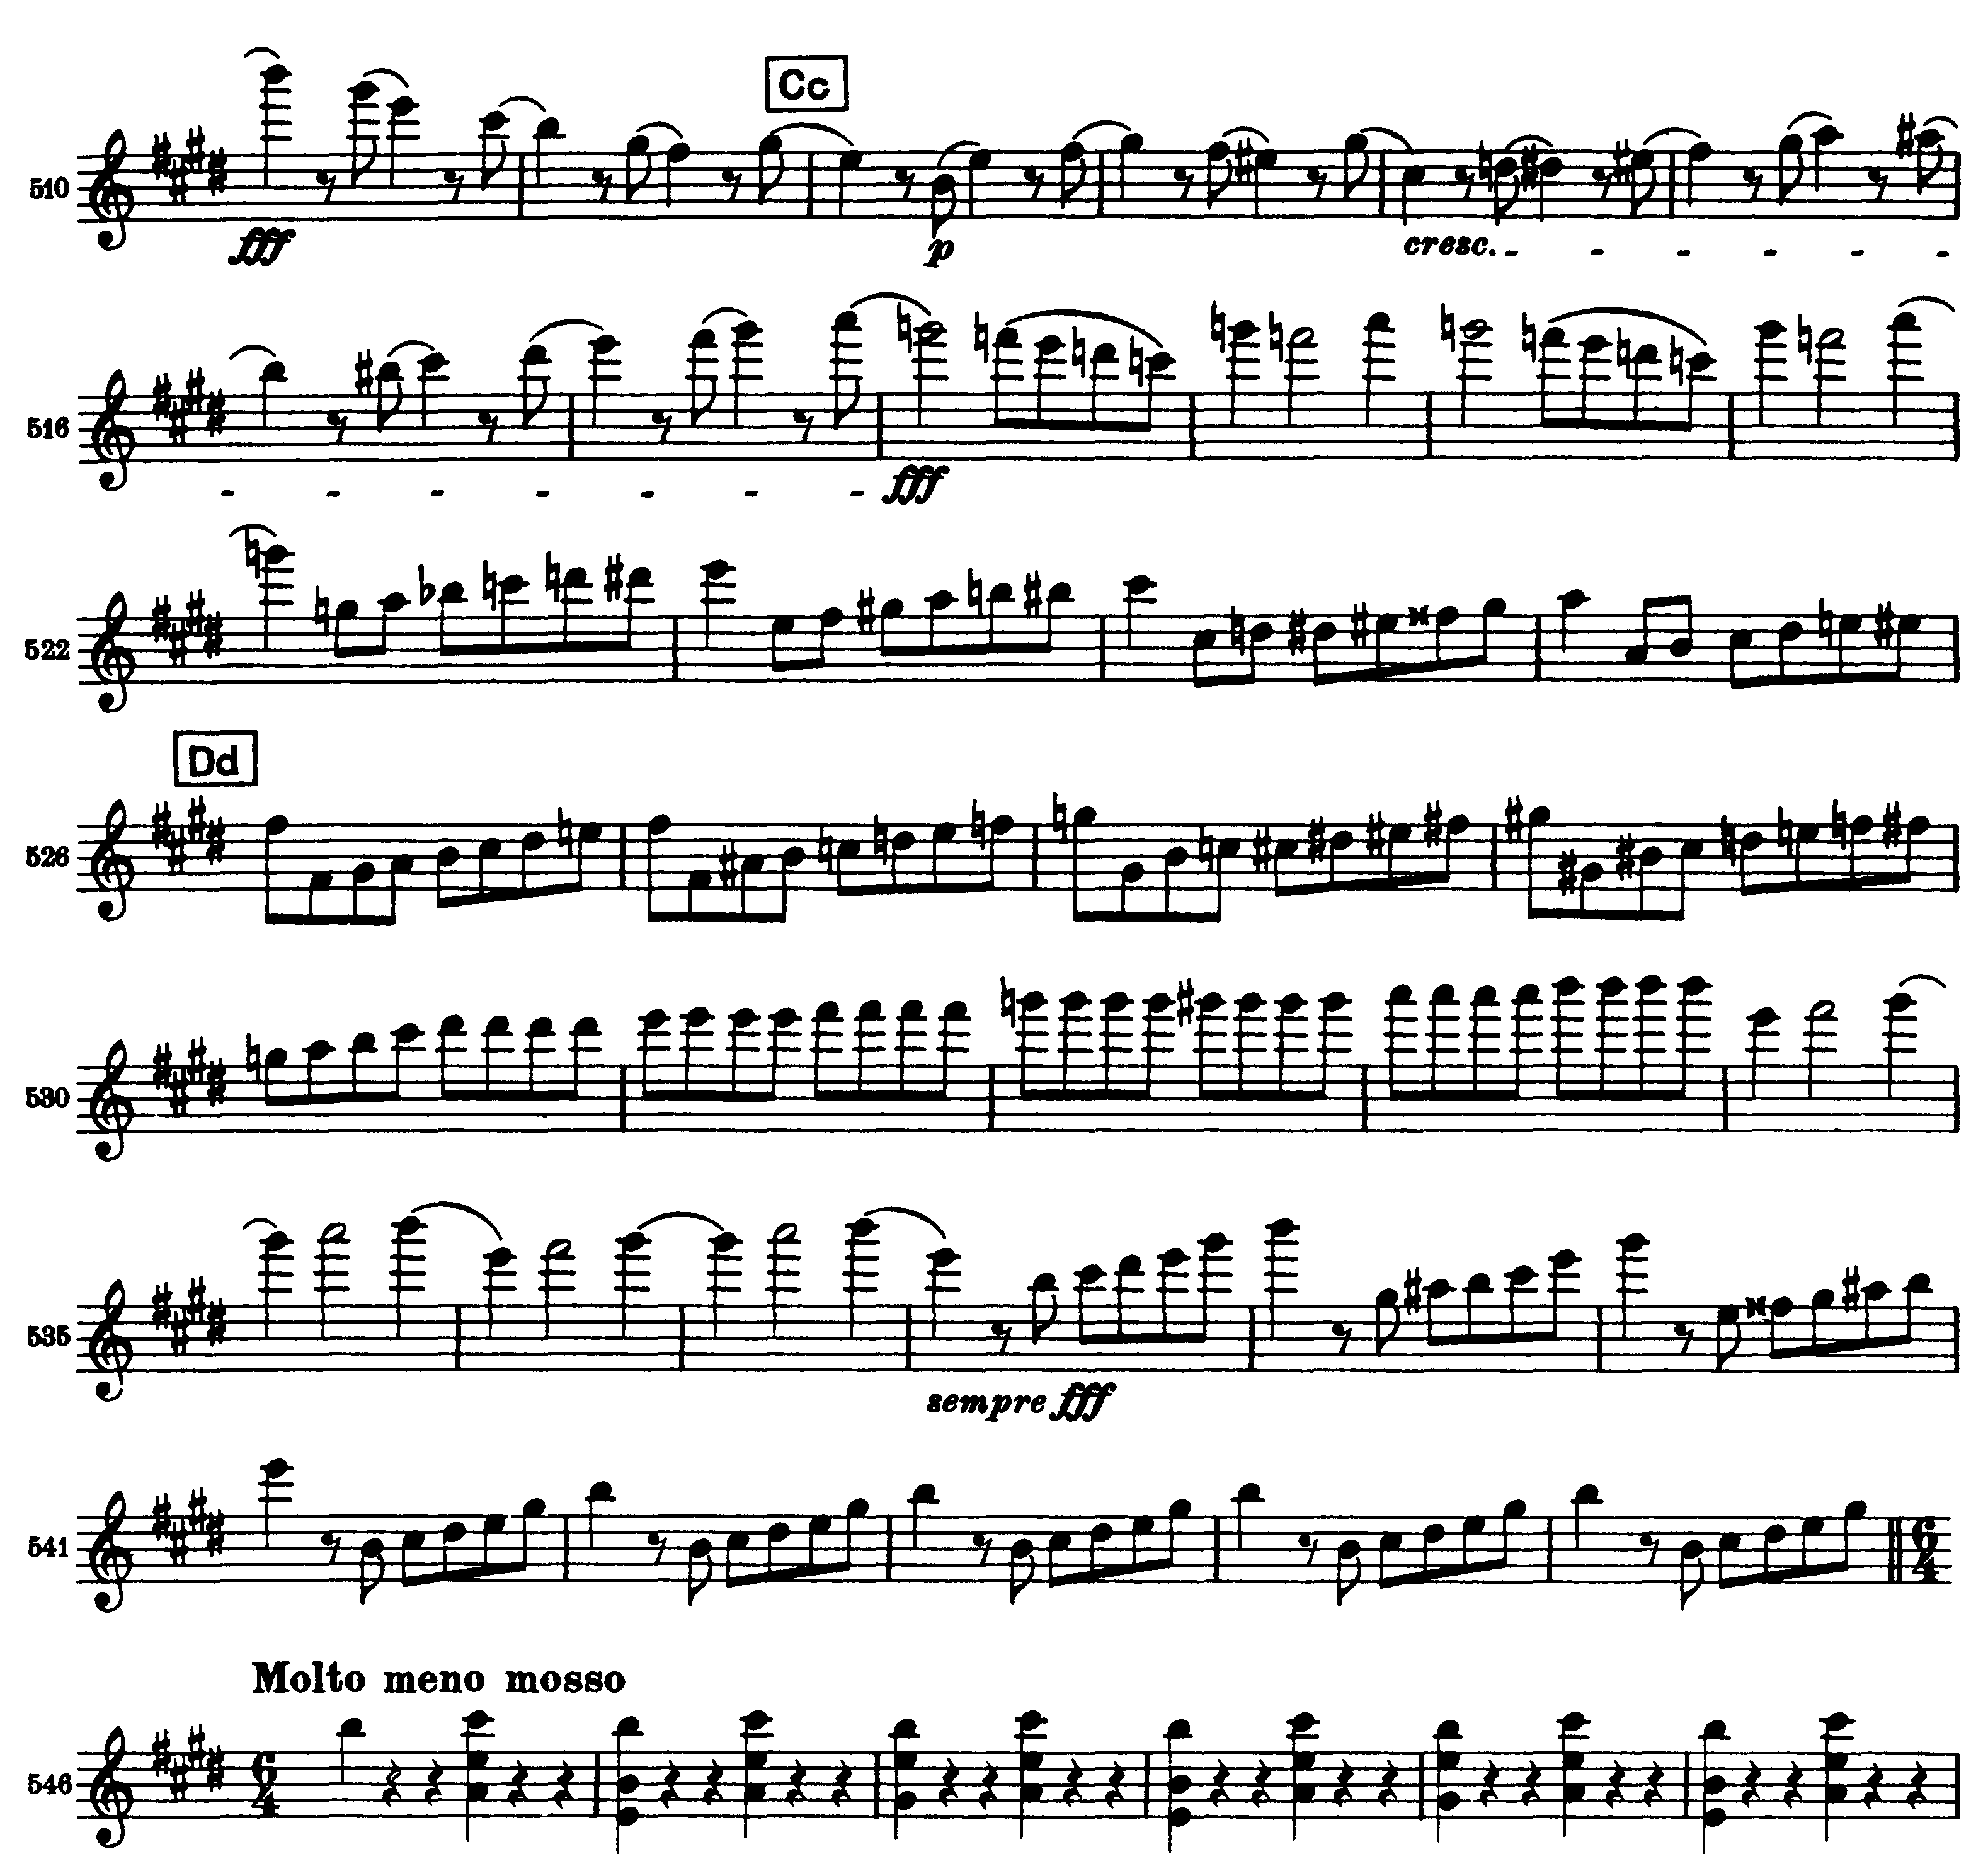 Cc
510
fff p cresc.
516
fff
522
Dd
526
530
535
sempre fff
541
6
4
Molto meno mosso
546
6
4